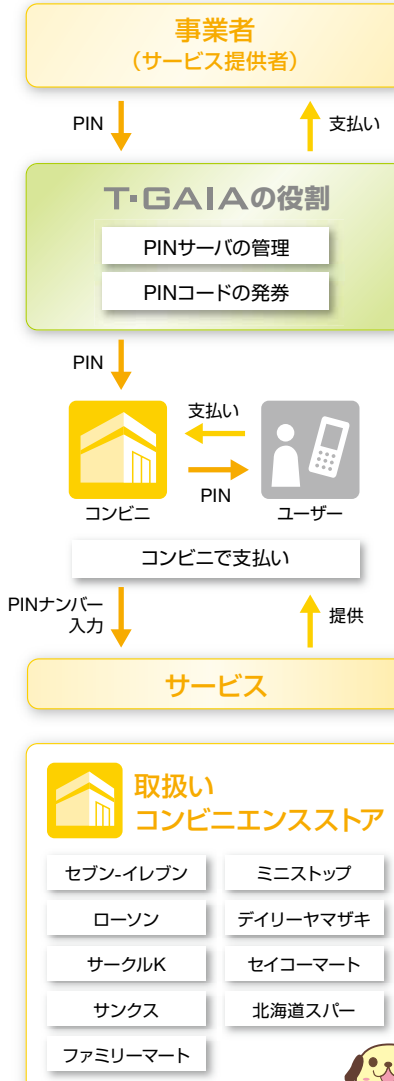 事業者
（サービス提供者）
PIN
支払い
T・GAIAの役割
PINサーバの管理
PINコードの発券
PIN
支払い
PIN
コンビニ
ユーザー
コンビニで支払い
PINナンバー
入力
提供
サービス
取扱い
コンビニエンスストア
セブン-イレブン
ミニストップ
ローソン
デイリーヤマザキ
サークルK
セイコーマート
サンクス
北海道スパー
ファミリーマート